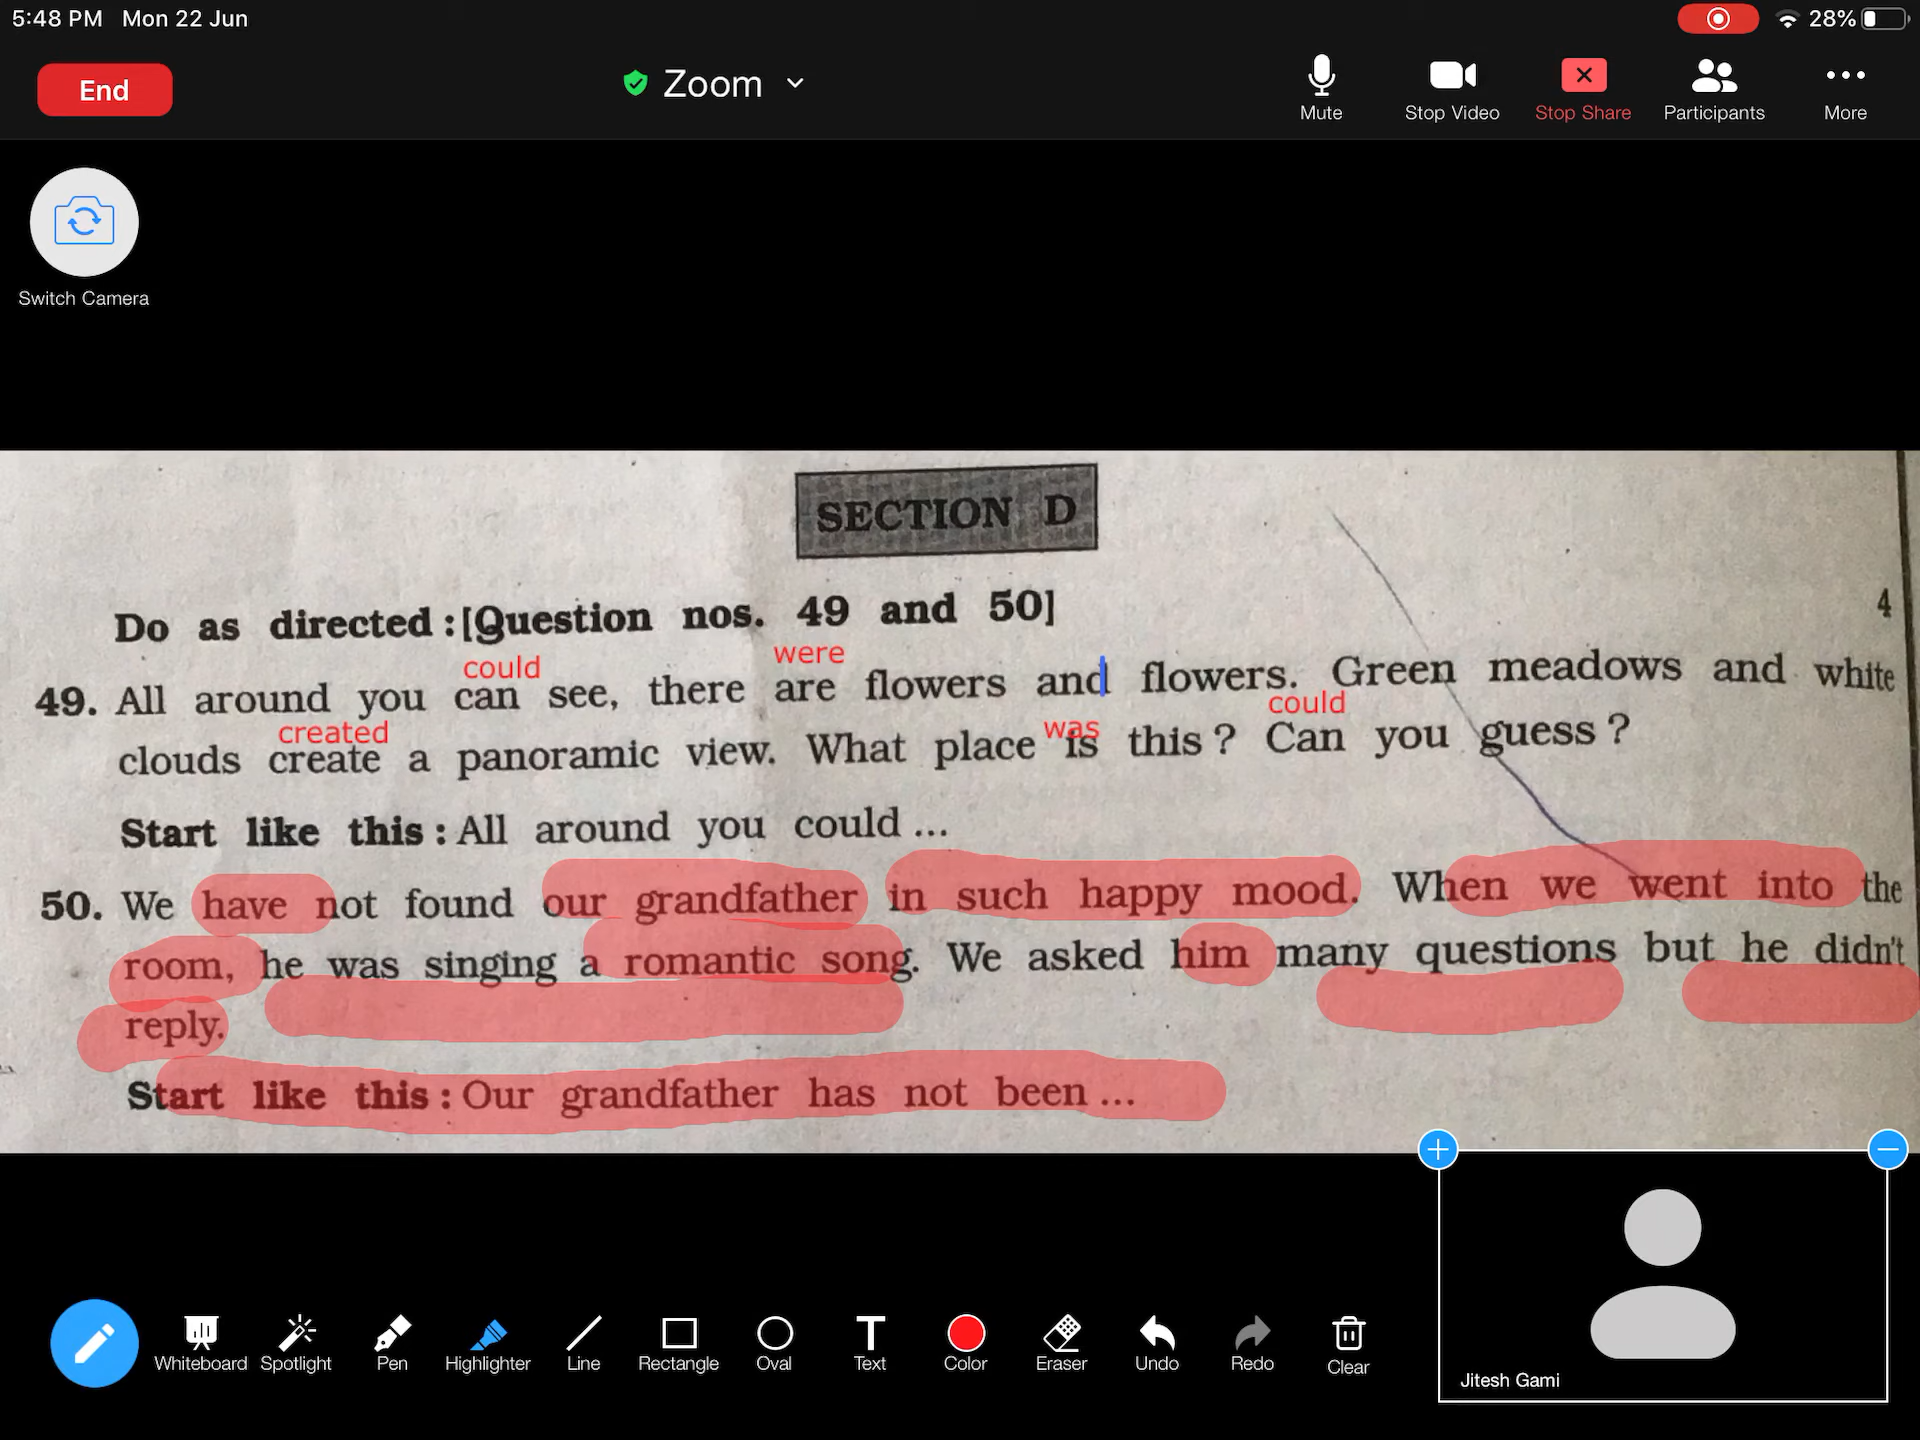 5:48 PM Mon 22 Jun
28%
End
Zoom
Mute
Stop Video
Stop Share
Participants
More
Switch Camera
SECTION D
Do as directed : [Question nos. 49 and 50]
4
could were
49. All around you can see, there are flowers and flowers. Green meadows and white
created was could
clouds create a panoramic view. What place is this ? Can you guess ?
Start like this : All around you could ...
50. We have not found our grandfather in such happy mood. When we went into the
room, he was singing a romantic song. We asked him many questions but he didn't
reply.
Start like this : Our grandfather has not been ...
Whiteboard
Spotlight
Pen
Highlighter
Line
Rectangle
Oval
T
Text
Color
Eraser
Undo
Redo
Clear
Jitesh Gami